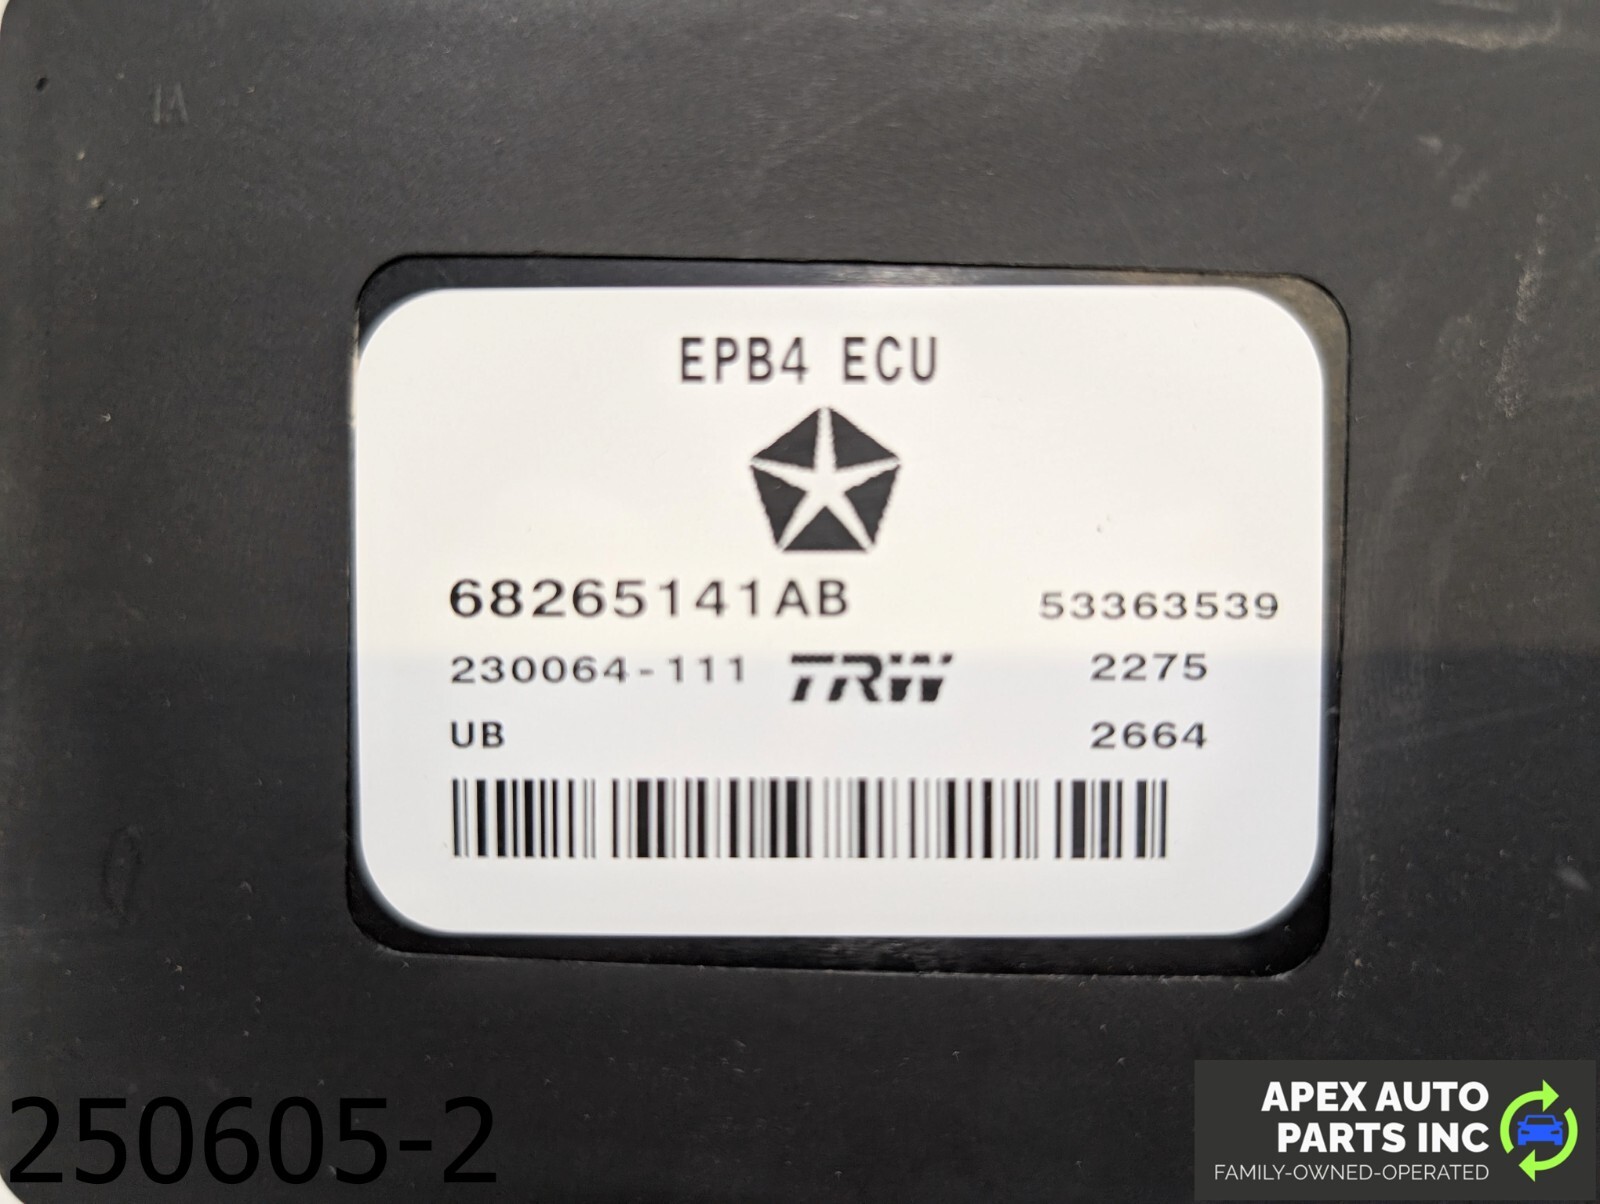 IA
EPB4 ECU
68265141AB 53363539
230064-111 TRW 2275
UB 2664
250605-2
APEX AUTO
PARTS INC
FAMILY-OWNED-OPERATED